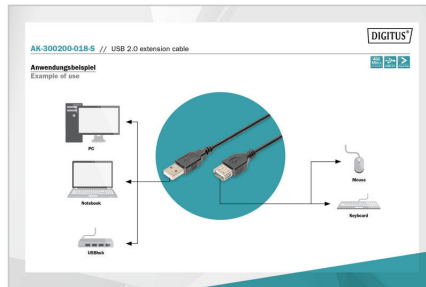 DIGITUS®
AK-300200-018-S // USB 2.0 extension cable
Anwendungsbeispiel
Example of use
PC
Notebook
USBhub
Mouse
Keyboard